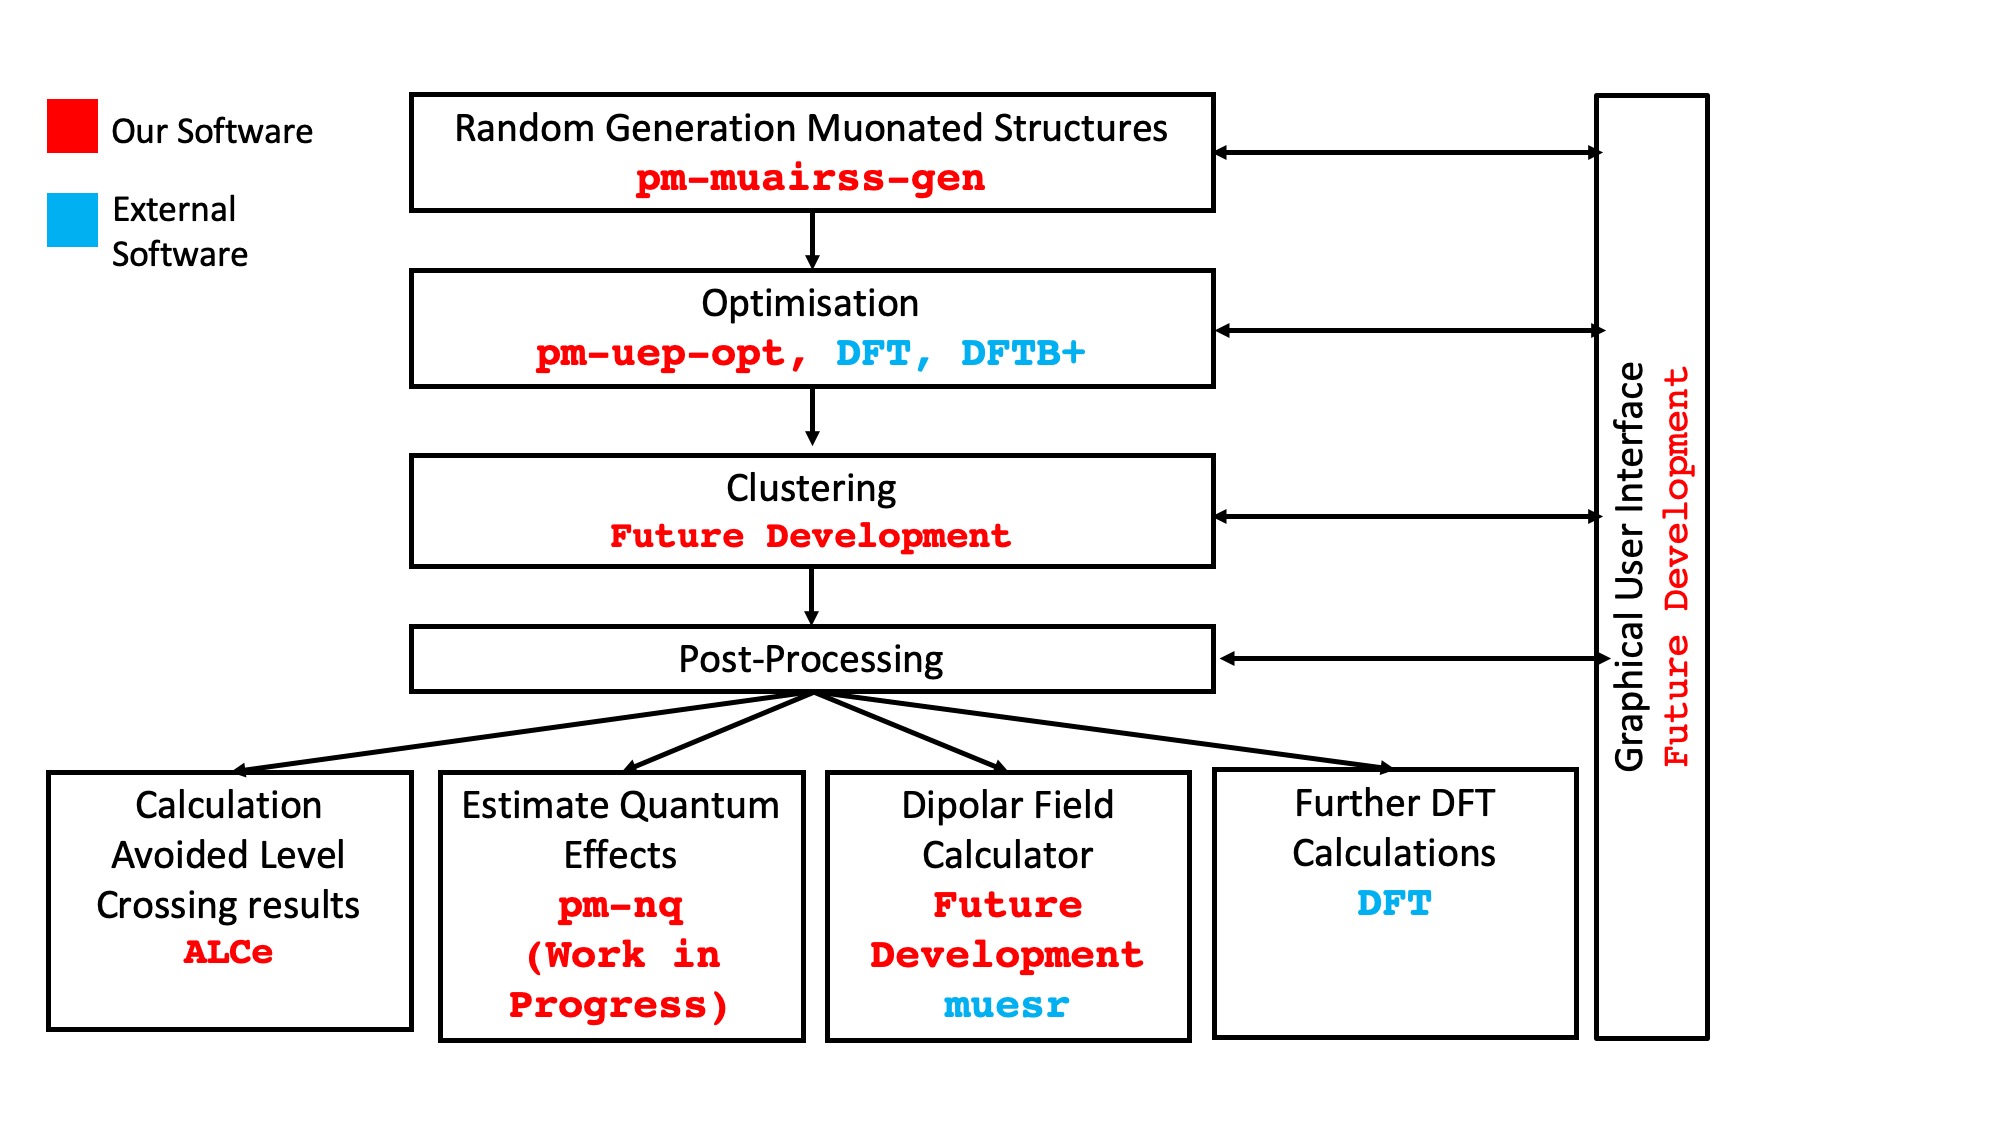 Our Software
External
Software
Random Generation Muonated Structures
pm-muairss-gen
Optimisation
pm-uep-opt, DFT, DFTB+
Clustering
Future Development
Post-Processing
Calculation
Avoided Level
Crossing results
ALCe
Estimate Quantum
Effects
pm-nq
(Work in
Progress)
Dipolar Field
Calculator
Future
Development
muesr
Further DFT
Calculations
DFT
Graphical User Interface
Future Development